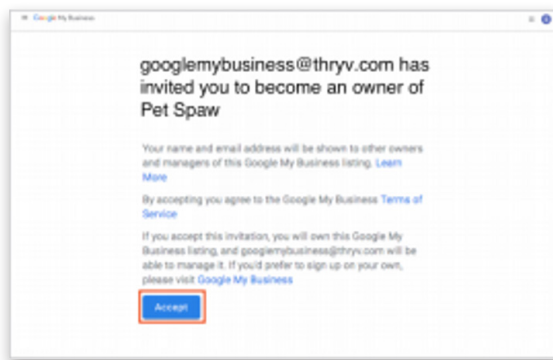 Google My Business
googlemybusiness@thryv.com has
invited you to become an owner of
Pet Spaw
Your name and email address will be shown to other owners
and managers of this Google My Business listing. Learn
More
By accepting you agree to the Google My Business Terms of
Service
If you accept this invitation, you will own this Google My
Business listing, and googlemybusiness@thryv.com will be
able to manage it. If you'd prefer to sign up on your own,
please visit Google My Business
Accept